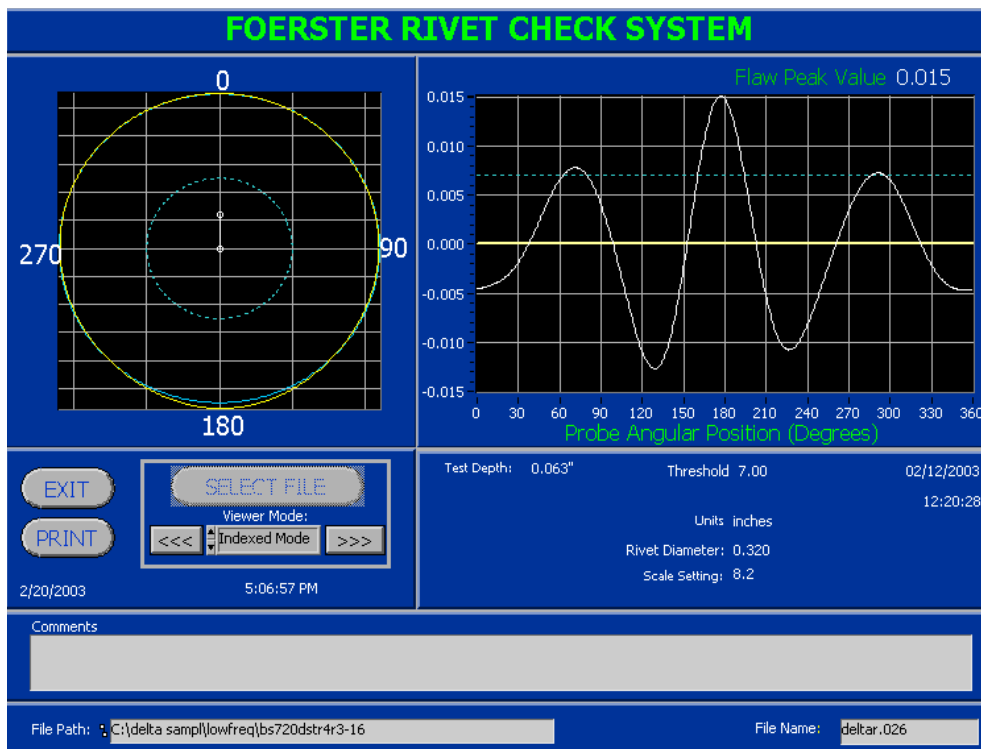 FOERSTER RIVET CHECK SYSTEM
0
270
90
180
Flaw Peak Value 0.015
0.015
0.010
0.005
0.000
-0.005
-0.010
-0.015
0 30 60 90 120 150 180 210 240 270 300 330 360
Probe Angular Position (Degrees)
EXIT
PRINT
SELECT FILE
Viewer Mode:
<<< Indexed Mode >>>
2/20/2003 5:06:57 PM
Test Depth: 0.063" Threshold 7.00 02/12/2003
12:20:28
Units inches
Rivet Diameter: 0.320
Scale Setting: 8.2
Comments
File Path: C:\delta sampl\lowfreq\bs720dstr4r3-16
File Name: deltar.026